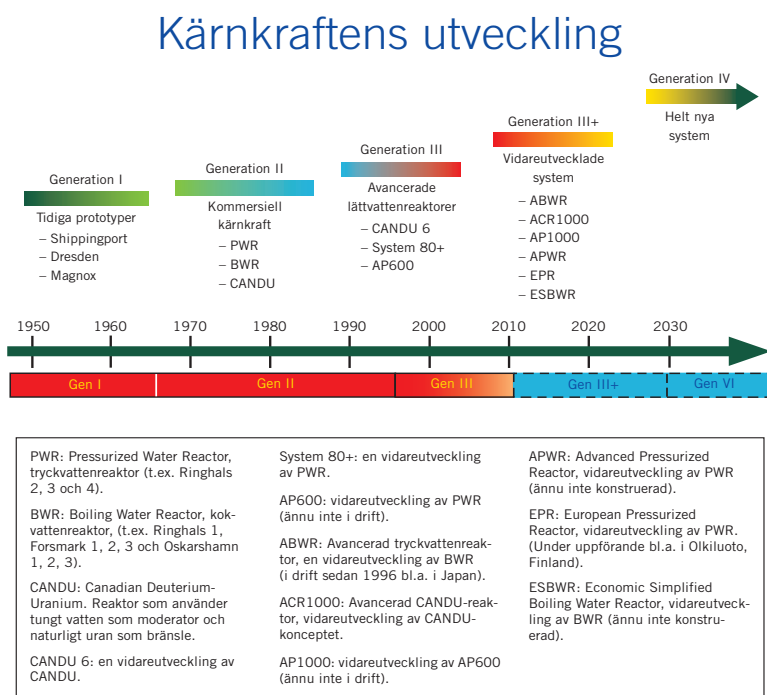 Kärnkraftens utveckling
Generation I
Tidiga prototyper
– Shippingport
– Dresden
– Magnox
Generation II
Kommersiell
kärnkraft
– PWR
– BWR
– CANDU
Generation III
Avancerade
lättvattenreaktorer
– CANDU 6
– System 80+
– AP600
Generation III+
Vidareutvecklade
system
– ABWR
– ACR1000
– AP1000
– APWR
– EPR
– ESBWR
Generation IV
Helt nya
system
1950 1960 1970 1980 1990 2000 2010 2020 2030
Gen I Gen II Gen III Gen III+ Gen VI
PWR: Pressurized Water Reactor,
tryckvattenreaktor (t.ex. Ringhals
2, 3 och 4).
BWR: Boiling Water Reactor, kok-
vattenreaktor, (t.ex. Ringhals 1,
Forsmark 1, 2, 3 och Oskarshamn
1, 2, 3).
CANDU: Canadian Deuterium-
Uranium. Reaktor som använder
tungt vatten som moderator och
naturligt uran som bränsle.
CANDU 6: en vidareutveckling av
CANDU.
System 80+: en vidareutveckling
av PWR.
AP600: vidareutveckling av PWR
(ännu inte i drift).
ABWR: Avancerad tryckvattenreak-
tor, en vidareutveckling av BWR
(i drift sedan 1996 bl.a. i Japan).
ACR1000: Avancerad CANDU-reak-
tor, vidareutveckling av CANDU-
konceptet.
AP1000: vidareutveckling av AP600
(ännu inte i drift).
APWR: Advanced Pressurized
Reactor, vidareutveckling av PWR
(ännu inte konstruerad).
EPR: European Pressurized
Reactor, vidareutveckling av PWR.
(Under uppförande bl.a. i Olkiluoto,
Finland).
ESBWR: Economic Simplified
Boiling Water Reactor, vidareutveck-
ling av BWR (ännu inte konstru-
erad).